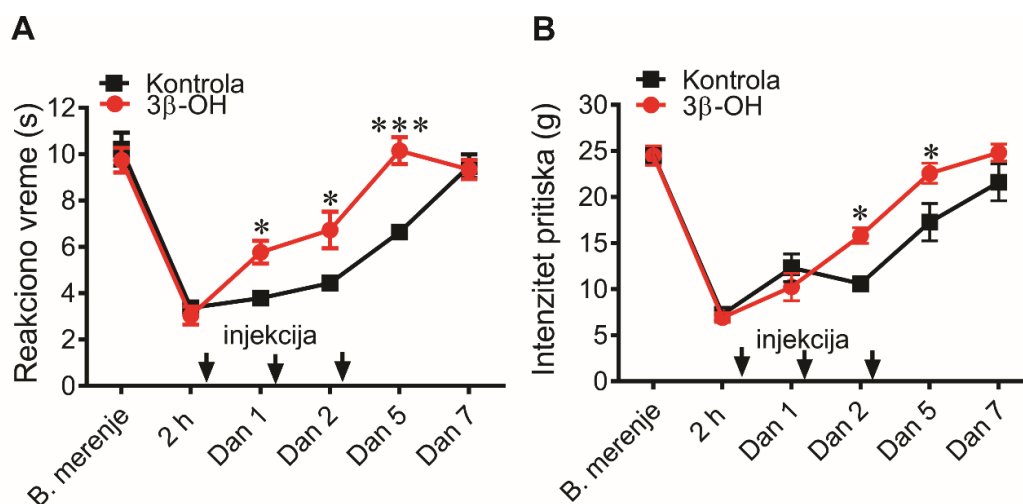 A
Kontrola
3β-OH
Reakciono vreme (s)
12
10
8
6
4
2
0
*
*
***
injekcija
B. merenje
2 h
Dan 1
Dan 2
Dan 5
Dan 7
B
Kontrola
3β-OH
Intenzitet pritiska (g)
30
25
20
15
10
5
0
*
*
injekcija
B. merenje
2 h
Dan 1
Dan 2
Dan 5
Dan 7